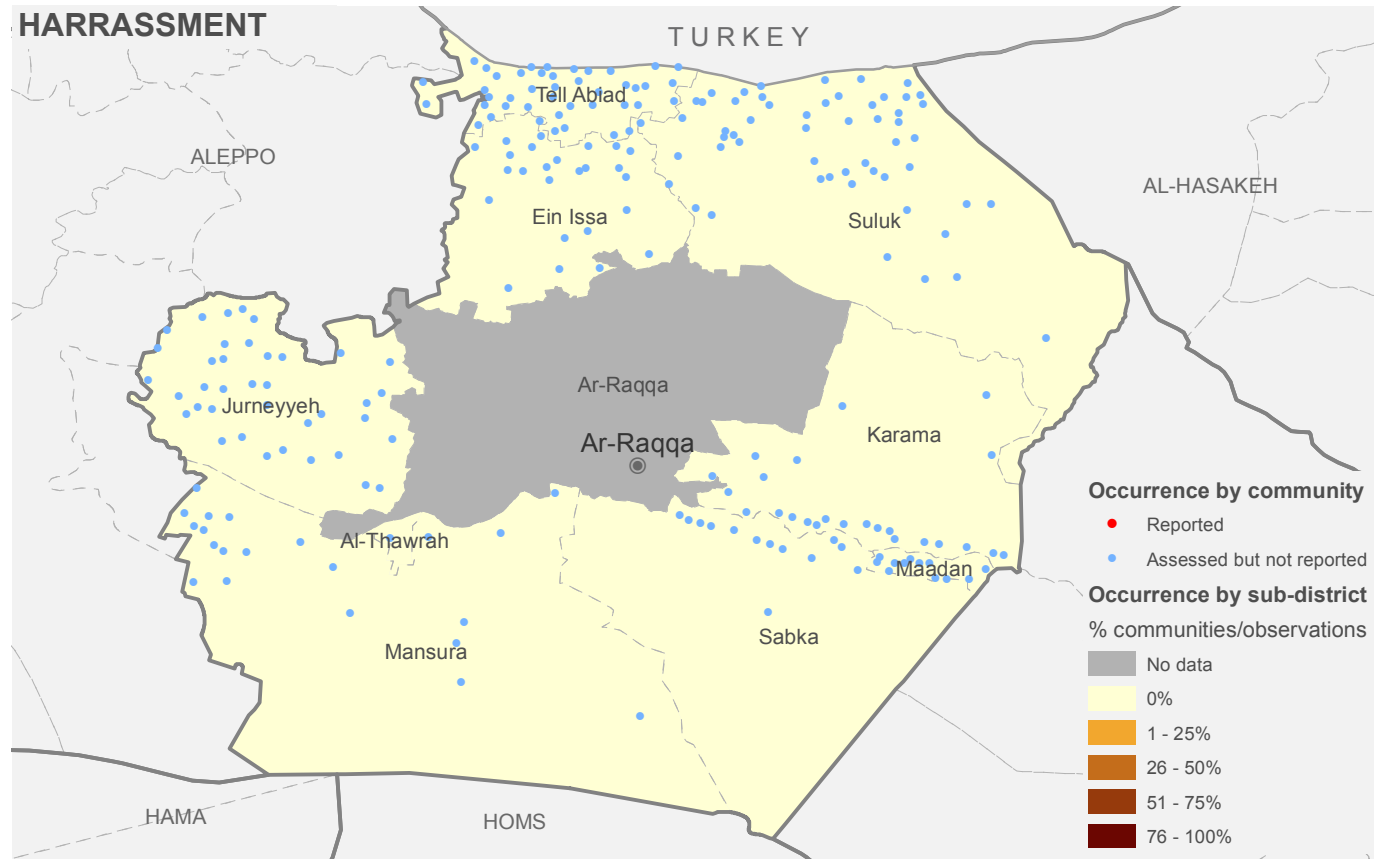 HARRASSMENT
TURKEY
Tell Abiad
ALEPPO
AL-HASAKEH
Ein Issa
Suluk
Ar-Raqqa
Jurneyyeh
Karama
Ar-Raqqa
Al-Thawrah
Maadan
Sabka
Mansura
HAMA
HOMS
Occurrence by community
Reported
Assessed but not reported
Occurrence by sub-district
% communities/observations
No data
0%
1 - 25%
26 - 50%
51 - 75%
76 - 100%